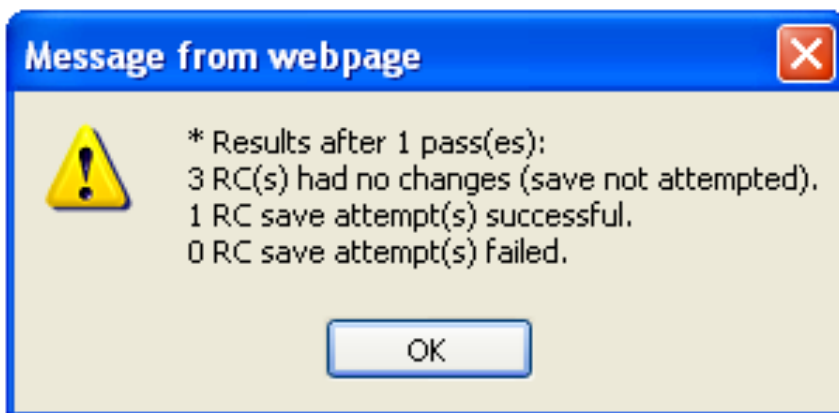 Message from webpage
* Results after 1 pass(es):
3 RC(s) had no changes (save not attempted).
1 RC save attempt(s) successful.
0 RC save attempt(s) failed.
OK